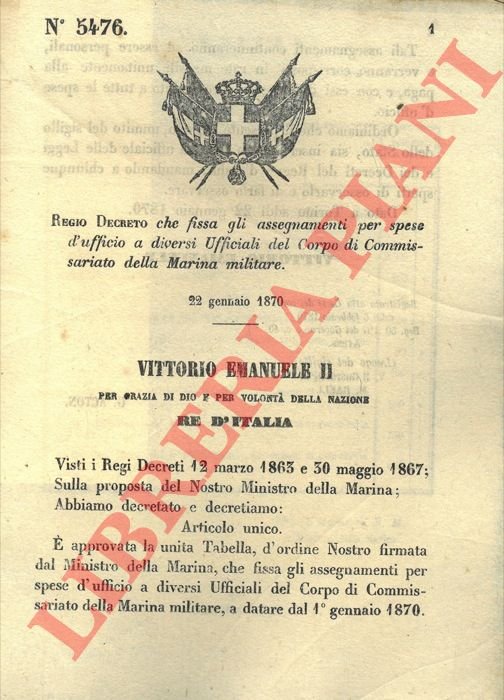 N° 5476.
1
REGIO DECRETO che fissa gli assegnamenti per spese
d'ufficio a diversi Ufficiali del Corpo di Commis-
sariato della Marina militare.
22 gennaio 1870
VITTORIO EMANUELE II
PER GRAZIA DI DIO E PER VOLONTÀ DELLA NAZIONE
RE D'ITALIA
Visti i Regi Decreti 12 marzo 1863 e 30 maggio 1867;
Sulla proposta del Nostro Ministro della Marina;
Abbiamo decretato e decretiamo:
Articolo unico.
È approvata la unita Tabella, d'ordine Nostro firmata
dal Ministro della Marina, che fissa gli assegnamenti per
spese d'ufficio a diversi Ufficiali del Corpo di Commis-
sariato della Marina militare, a datare dal 1° gennaio 1870.
LIBRERIA PIANI